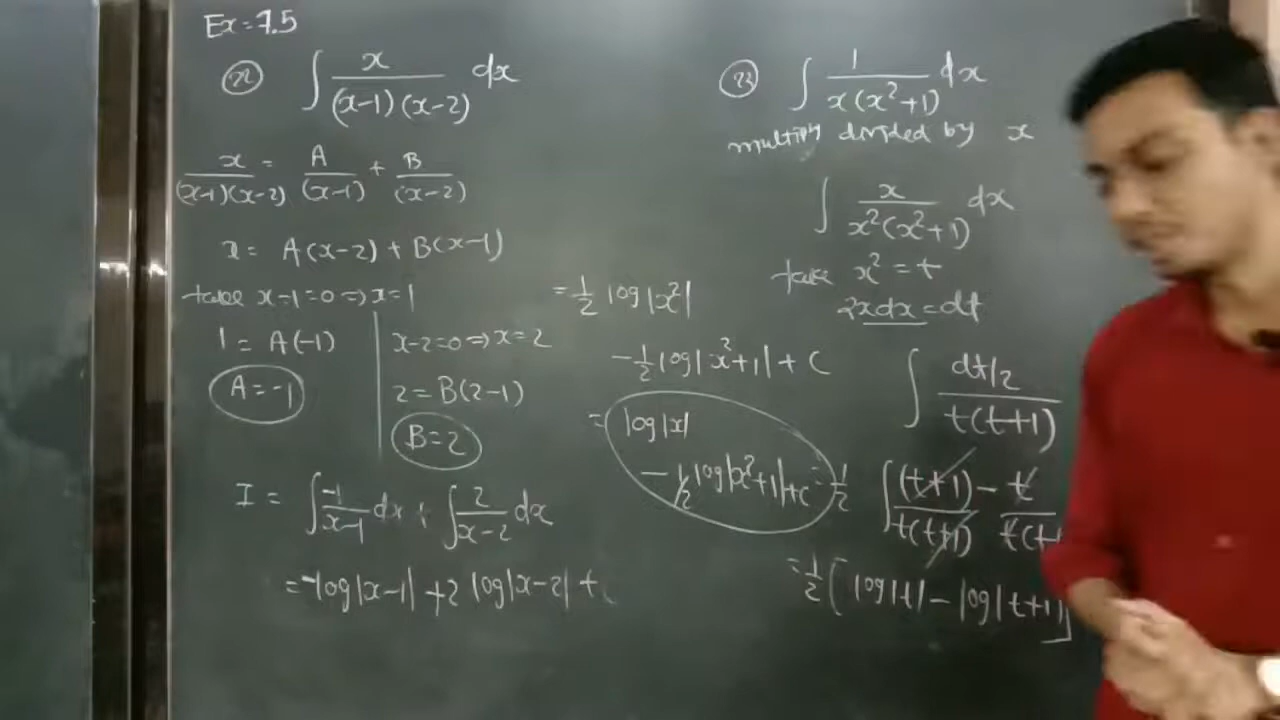 Ex=7.5
(22) ∫ x/((x-1)(x-2)) dx
x/((x-1)(x-2)) = A/(x-1) + B/(x-2)
x= A(x-2)+B(x-1)
take x-1=0⇒x=1
1=A(-1)
A=-1
x-2=0⇒x=2
2=B(2-1)
B=2
I = ∫ -1/(x-1) dx + ∫ 2/(x-2) dx
=-log|x-1|+2 log|x-2|+
(23) ∫ 1/(x(x²+1)) dx
multiply divided by x
∫ x/(x²(x²+1)) dx
take x²=t
2xdx=dt
∫ (dt/2)/(t(t+1))
=1/2 ∫ (t+1)/(t(t+1)) - t/(t(t
=1/2[log|t|-log|t+1|]
=1/2 log|x²|
-1/2 log|x²+1|+C
= log|x|
-1/2 log|x²+1|+c